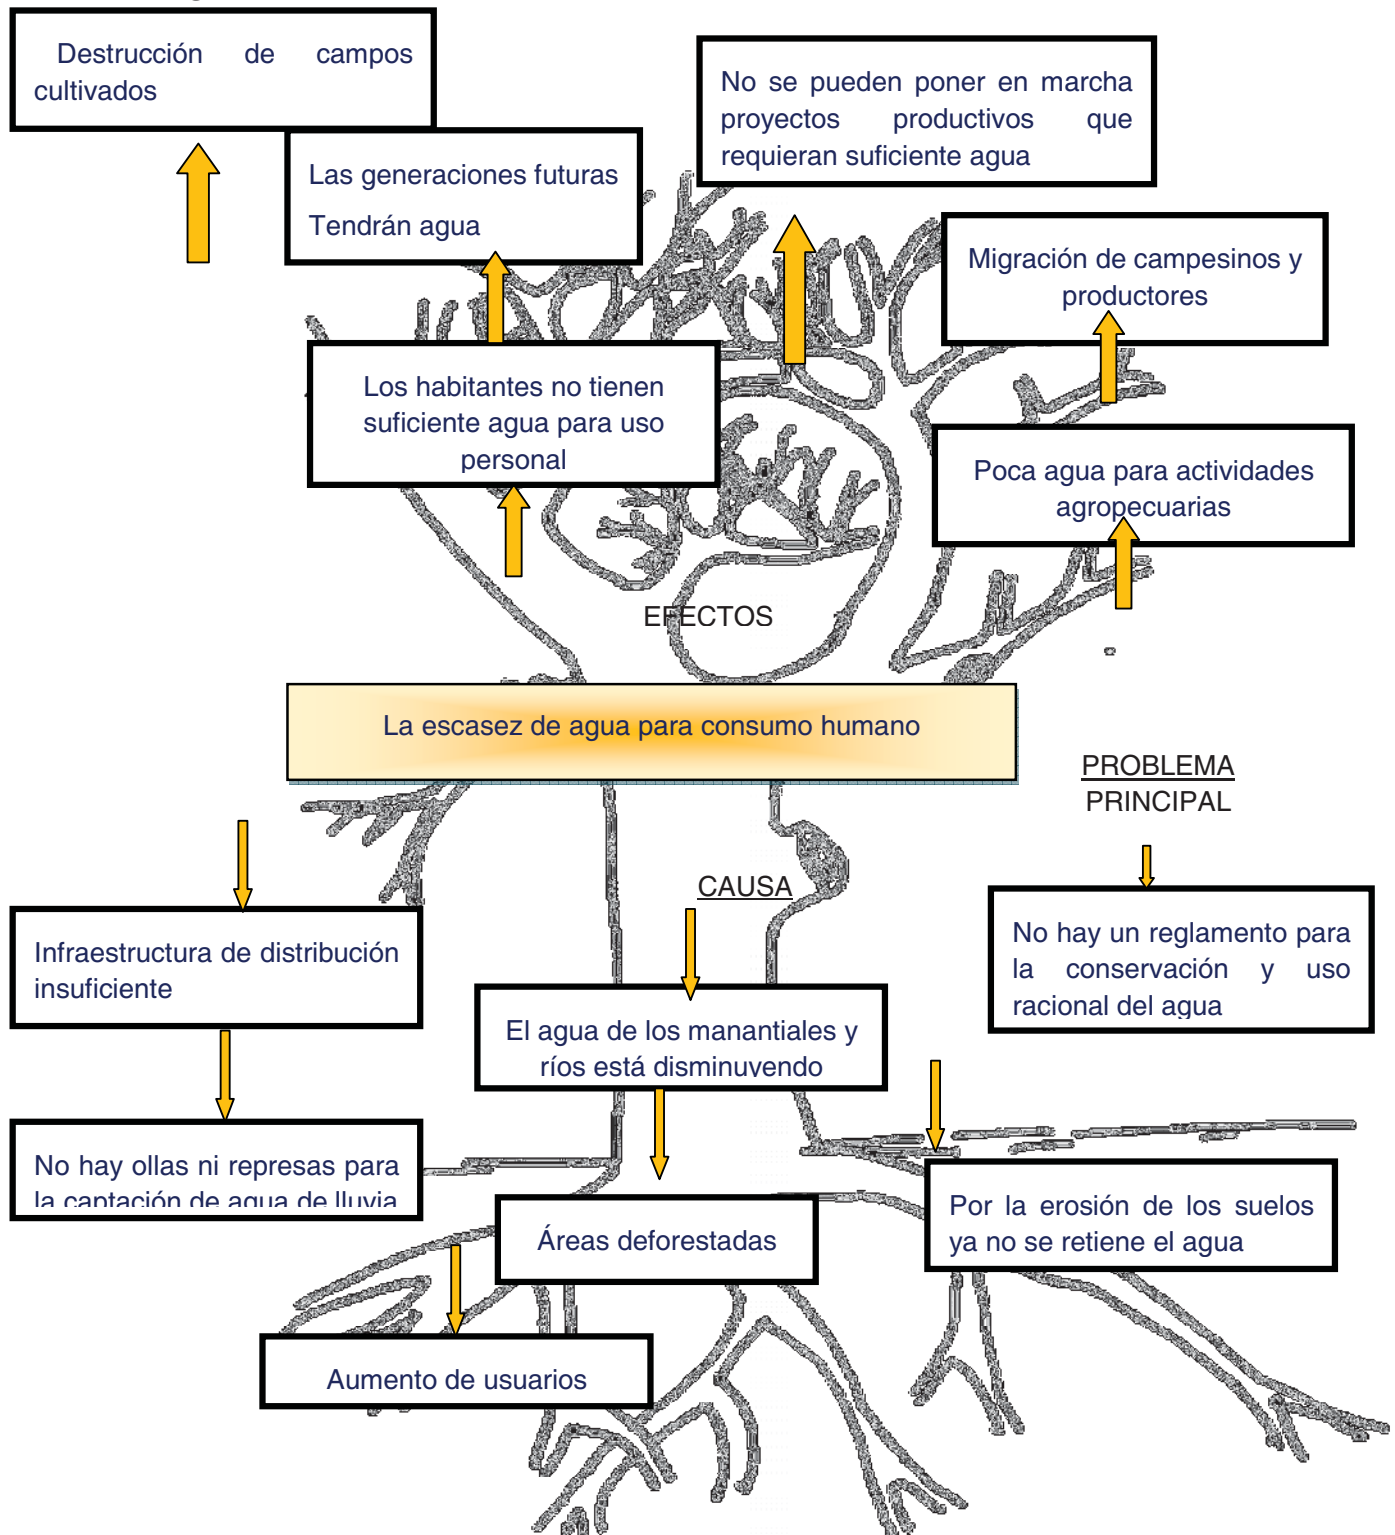 Destrucción de campos
cultivados
No se pueden poner en marcha
proyectos productivos que
requieran suficiente agua
Las generaciones futuras
Tendrán agua
Migración de campesinos y
productores
Los habitantes no tienen
suficiente agua para uso
personal
Poca agua para actividades
agropecuarias
EFECTOS
La escasez de agua para consumo humano
PROBLEMA
PRINCIPAL
CAUSA
Infraestructura de distribución
insuficiente
No hay un reglamento para
la conservación y uso
racional del agua
El agua de los manantiales y
ríos está disminuyendo
No hay ollas ni represas para
la captación de agua de lluvia
Áreas deforestadas
Por la erosión de los suelos
ya no se retiene el agua
Aumento de usuarios